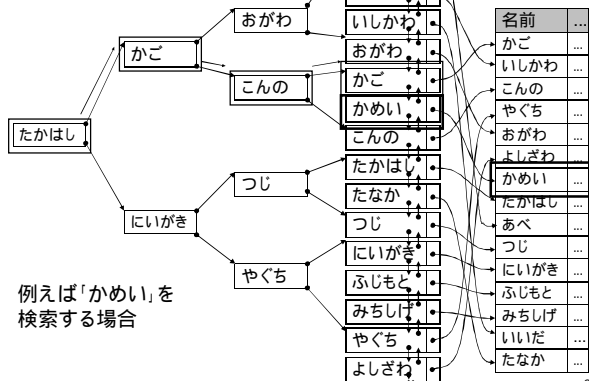 たかはし
かご
にいがき
おがわ
こんの
つじ
やぐち
いしかわ
おがわ
かご
かめい
こんの
たかはし
たなか
つじ
にいがき
ふじもと
みちしげ
やぐち
よしざわ
名前 ...
かご ...
いしかわ ...
こんの ...
やぐち ...
おがわ ...
よしざわ ...
かめい ...
たかはし ...
あべ ...
つじ ...
にいがき ...
ふじもと ...
みちしげ ...
いいだ ...
たなか ...
例えば「かめい」を
検索する場合